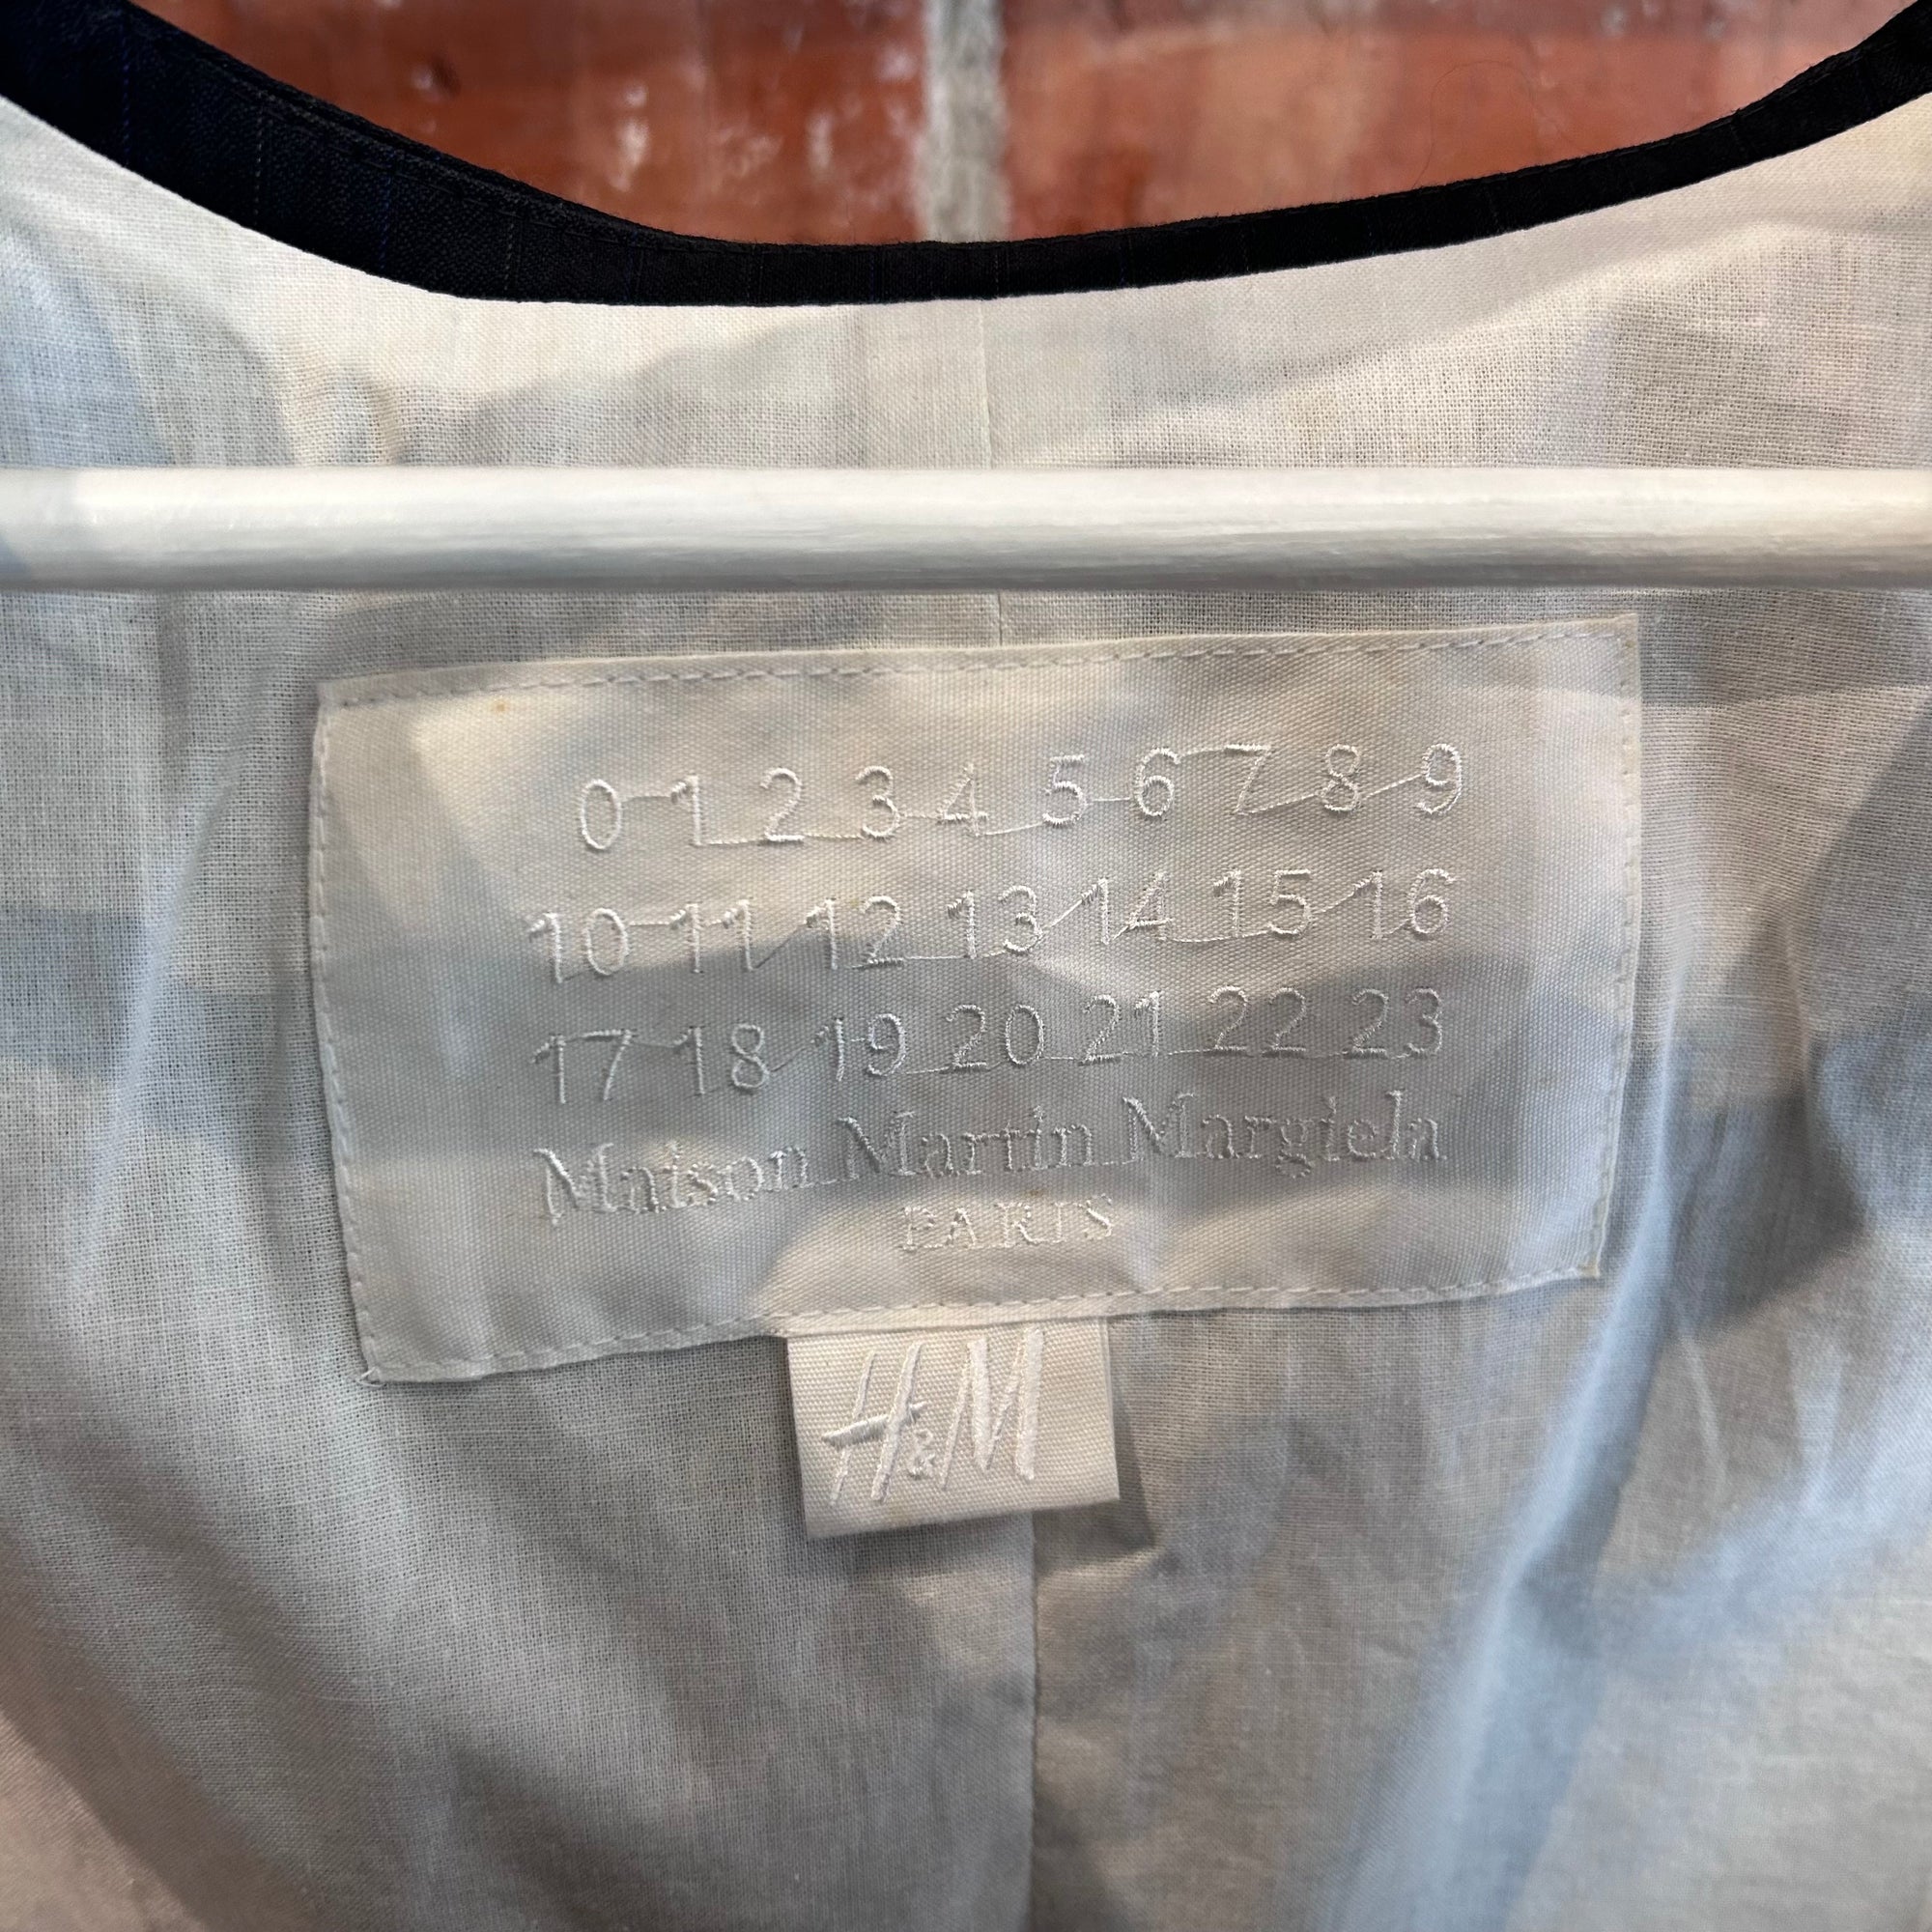 0 1 2 3 4 5 6 7 8 9
10 11 12 13 14 15 16
17 18 19 20 21 22 23
Maison Martin Margiela
PARIS
H&M